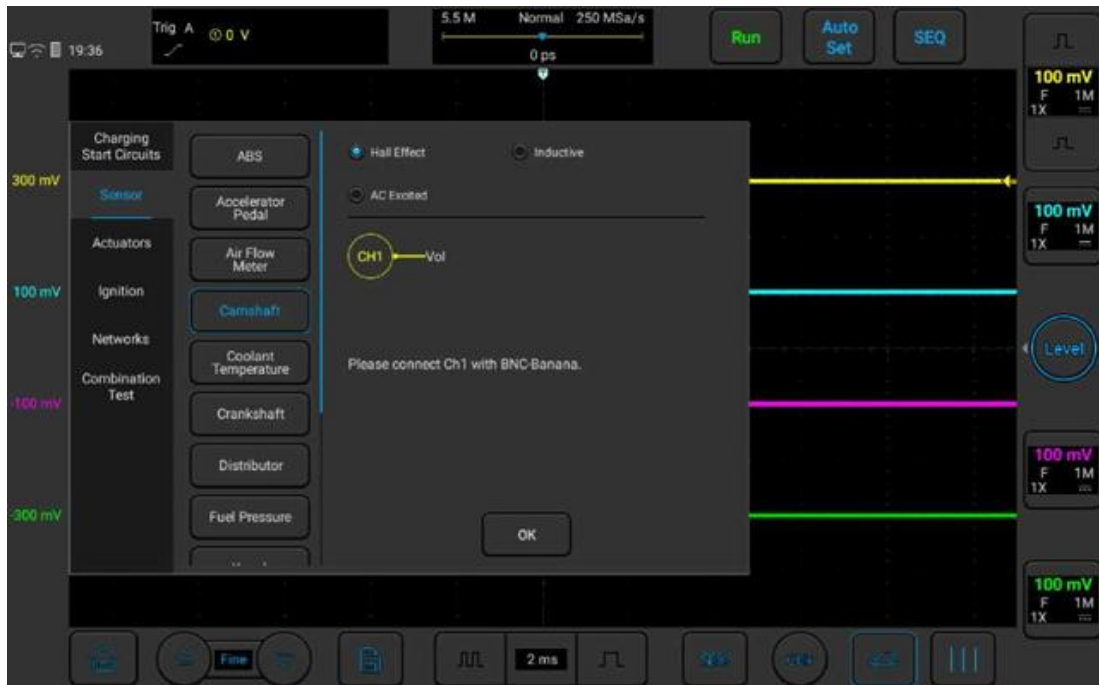 19:36
Trig A ① 0 V
5.5 M Normal 250 MSa/s
0 ps
T
Run
Auto
Set
SEQ
300 mV
100 mV
-100 mV
-300 mV
Charging
Start Circuits
Sensor
Actuators
Ignition
Networks
Combination
Test
ABS
Accelerator
Pedal
Air Flow
Meter
Camshaft
Coolant
Temperature
Crankshaft
Distributor
Fuel Pressure
Hall Effect
Inductive
AC Excited
CH1 Vol
Please connect Ch1 with BNC-Banana.
OK
100 mV
F 1M
1X
100 mV
F 1M
1X
Level
100 mV
F 1M
1X
100 mV
F 1M
1X
Fine
2 ms